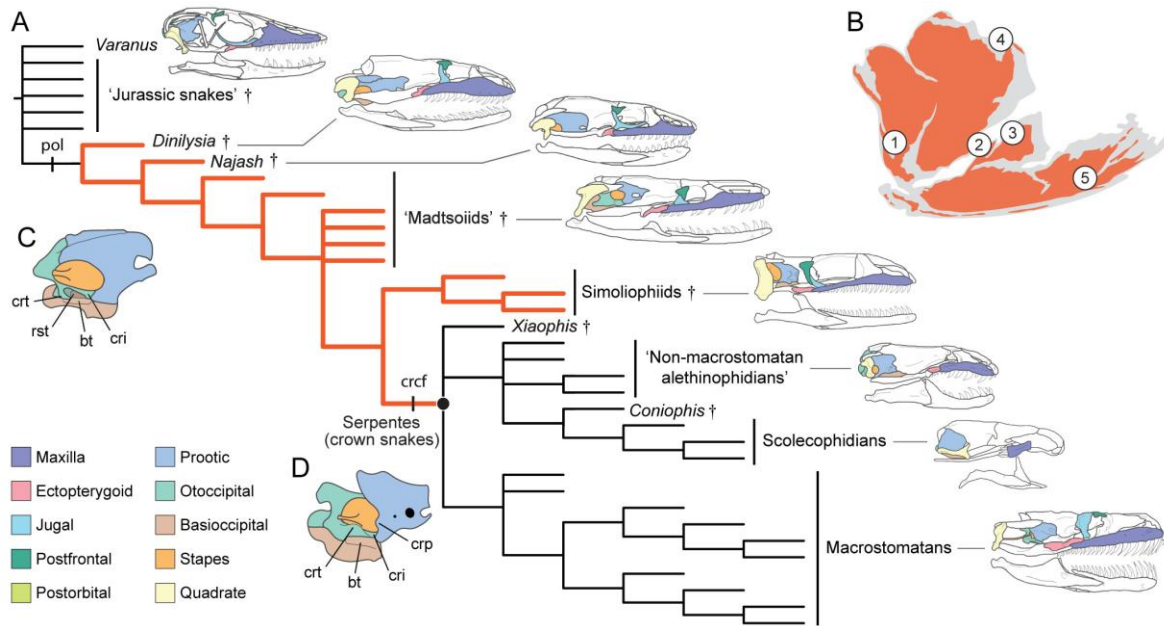 A
Varanus
'Jurassic snakes' †
pol
Dinilysia †
Najash †
'Madtsoiids' †
B
1
2
3
4
5
C
crt
rst
bt
cri
Simoliophiids †
Xiaophis †
'Non-macrostomatan
alethinophidians'
crcf
Serpentes
(crown snakes)
Coniophis †
Scolecophidians
Macrostomatans
D
crp
crt
bt
cri
Maxilla
Ectopterygoid
Jugal
Postfrontal
Postorbital
Prootic
Otoccipital
Basioccipital
Stapes
Quadrate